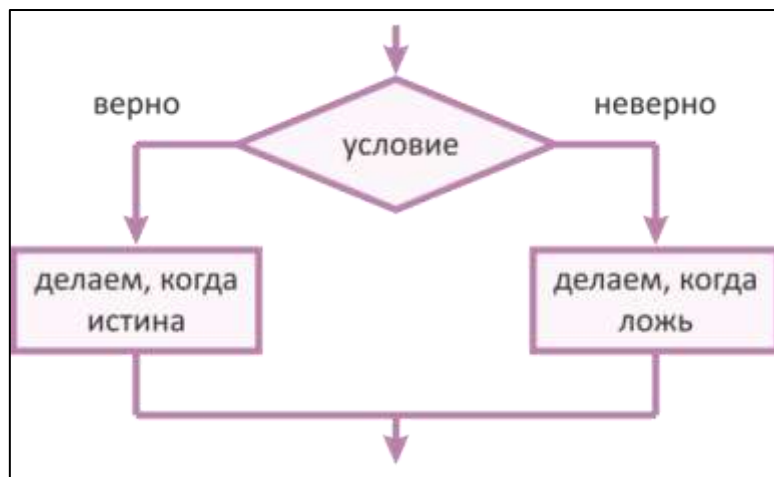 верно
неверно
условие
делаем, когда
истина
делаем, когда
ложь